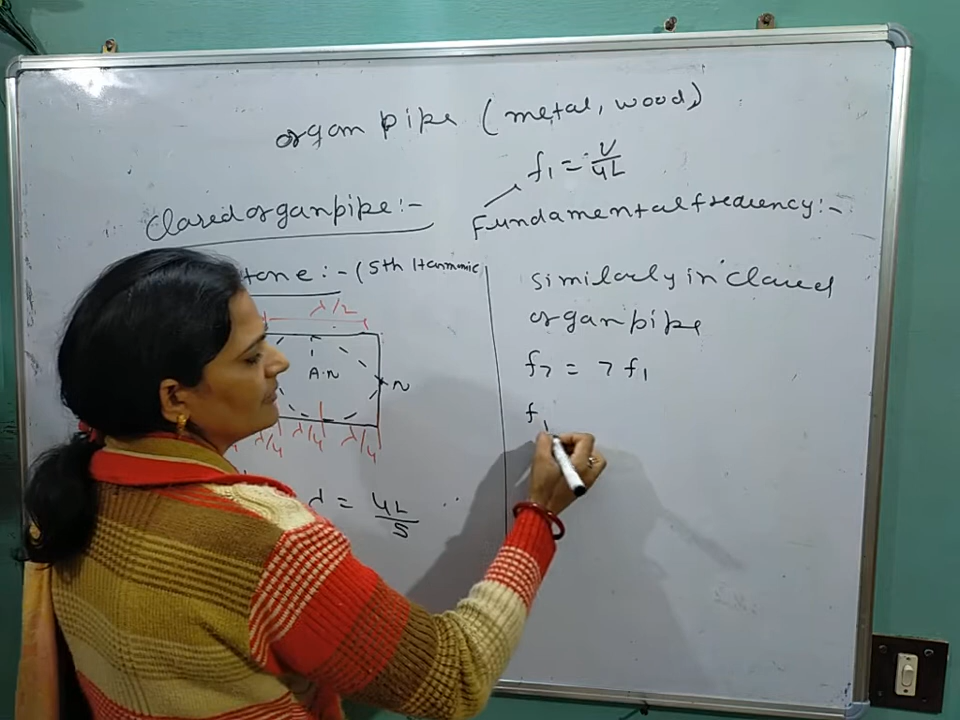 organ pipe (metal, wood)
f1 = V/4L
Closed organ pipe :-
Fundamental frequency :-
tone :- (5th Harmonic
λ/2
A.N
N
λ/4 λ/4 λ/4
λ = 4L/5
similarly in closed
organ pipe
f7 = 7 f1
f